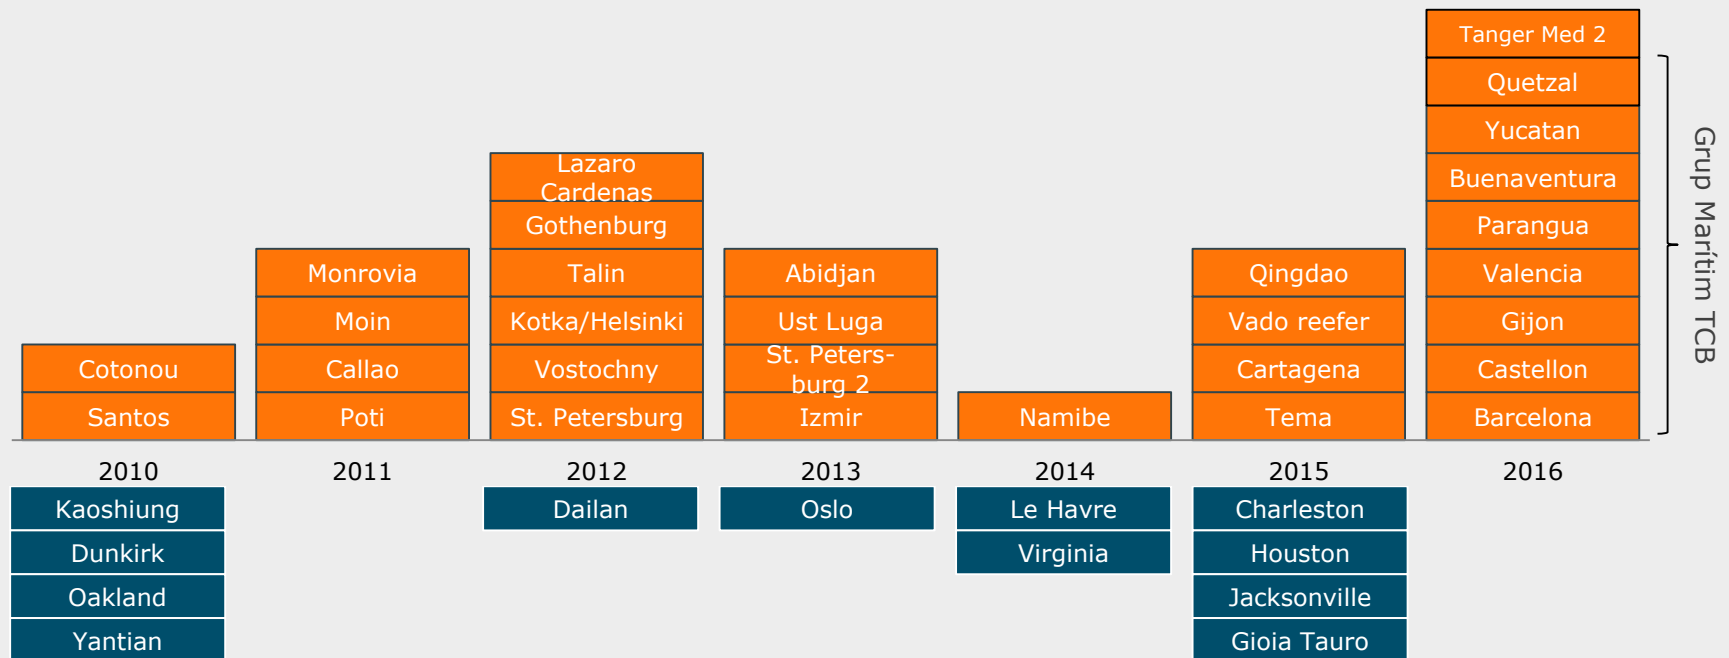 Tanger Med 2
Quetzal
Yucatan
Lazaro
Cardenas
Buenaventura
Gothenburg
Parangua
Monrovia
Talin
Abidjan
Qingdao
Valencia
Moin
Kotka/Helsinki
Ust Luga
Vado reefer
Gijon
Cotonou
Callao
Vostochny
St. Peters-
burg 2
Cartagena
Castellon
Santos
Poti
St. Petersburg
Izmir
Namibe
Tema
Barcelona
Grup Marítim TCB
2010
2011
2012
2013
2014
2015
2016
Kaoshiung
Dailan
Oslo
Le Havre
Charleston
Dunkirk
Virginia
Houston
Oakland
Jacksonville
Yantian
Gioia Tauro